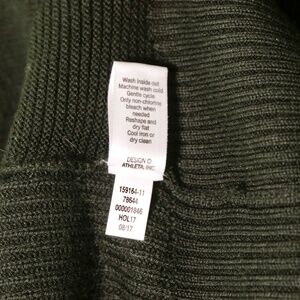 Wash inside out
Machine wash cold
Gentle cycle
Only non-chlorine
bleach when
needed
Reshape and
dry flat
Cool iron or
dry clean
DESIGN ©
ATHLETA, INC.
159164-11
78644
000001846
HOL17
08/17